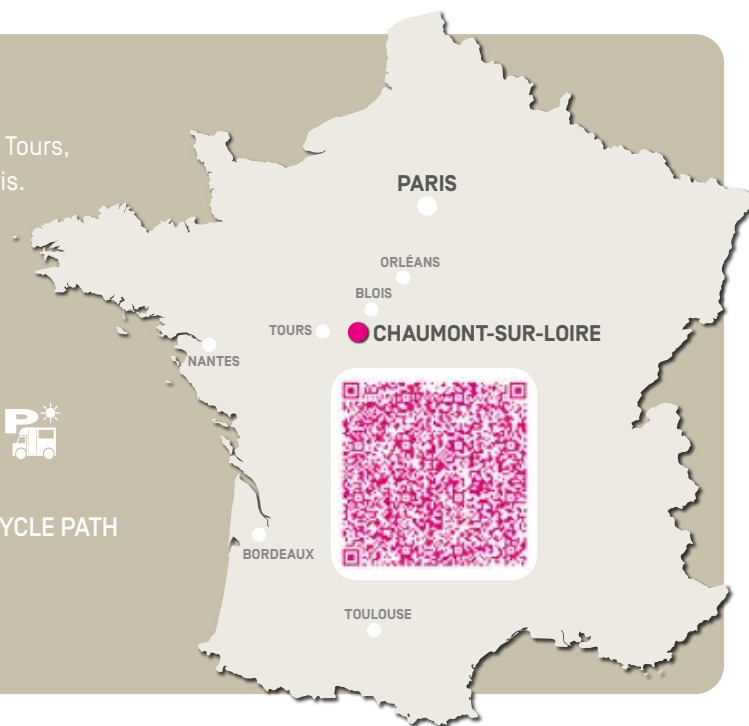 Tours,
is.
PARIS
ORLÉANS
BLOIS
TOURS
CHAUMONT-SUR-LOIRE
NANTES
P
YCLE PATH
BORDEAUX
TOULOUSE